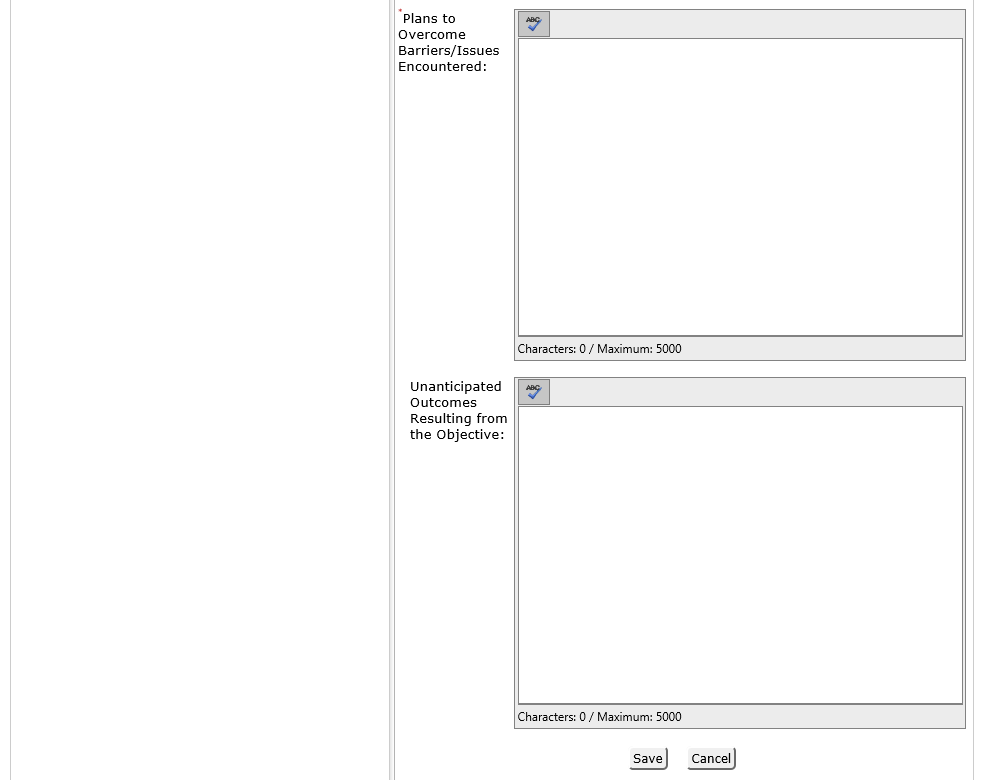 *Plans to
Overcome
Barriers/Issues
Encountered:
ABC
Characters: 0 / Maximum: 5000
Unanticipated
Outcomes
Resulting from
the Objective:
ABC
Characters: 0 / Maximum: 5000
Save Cancel